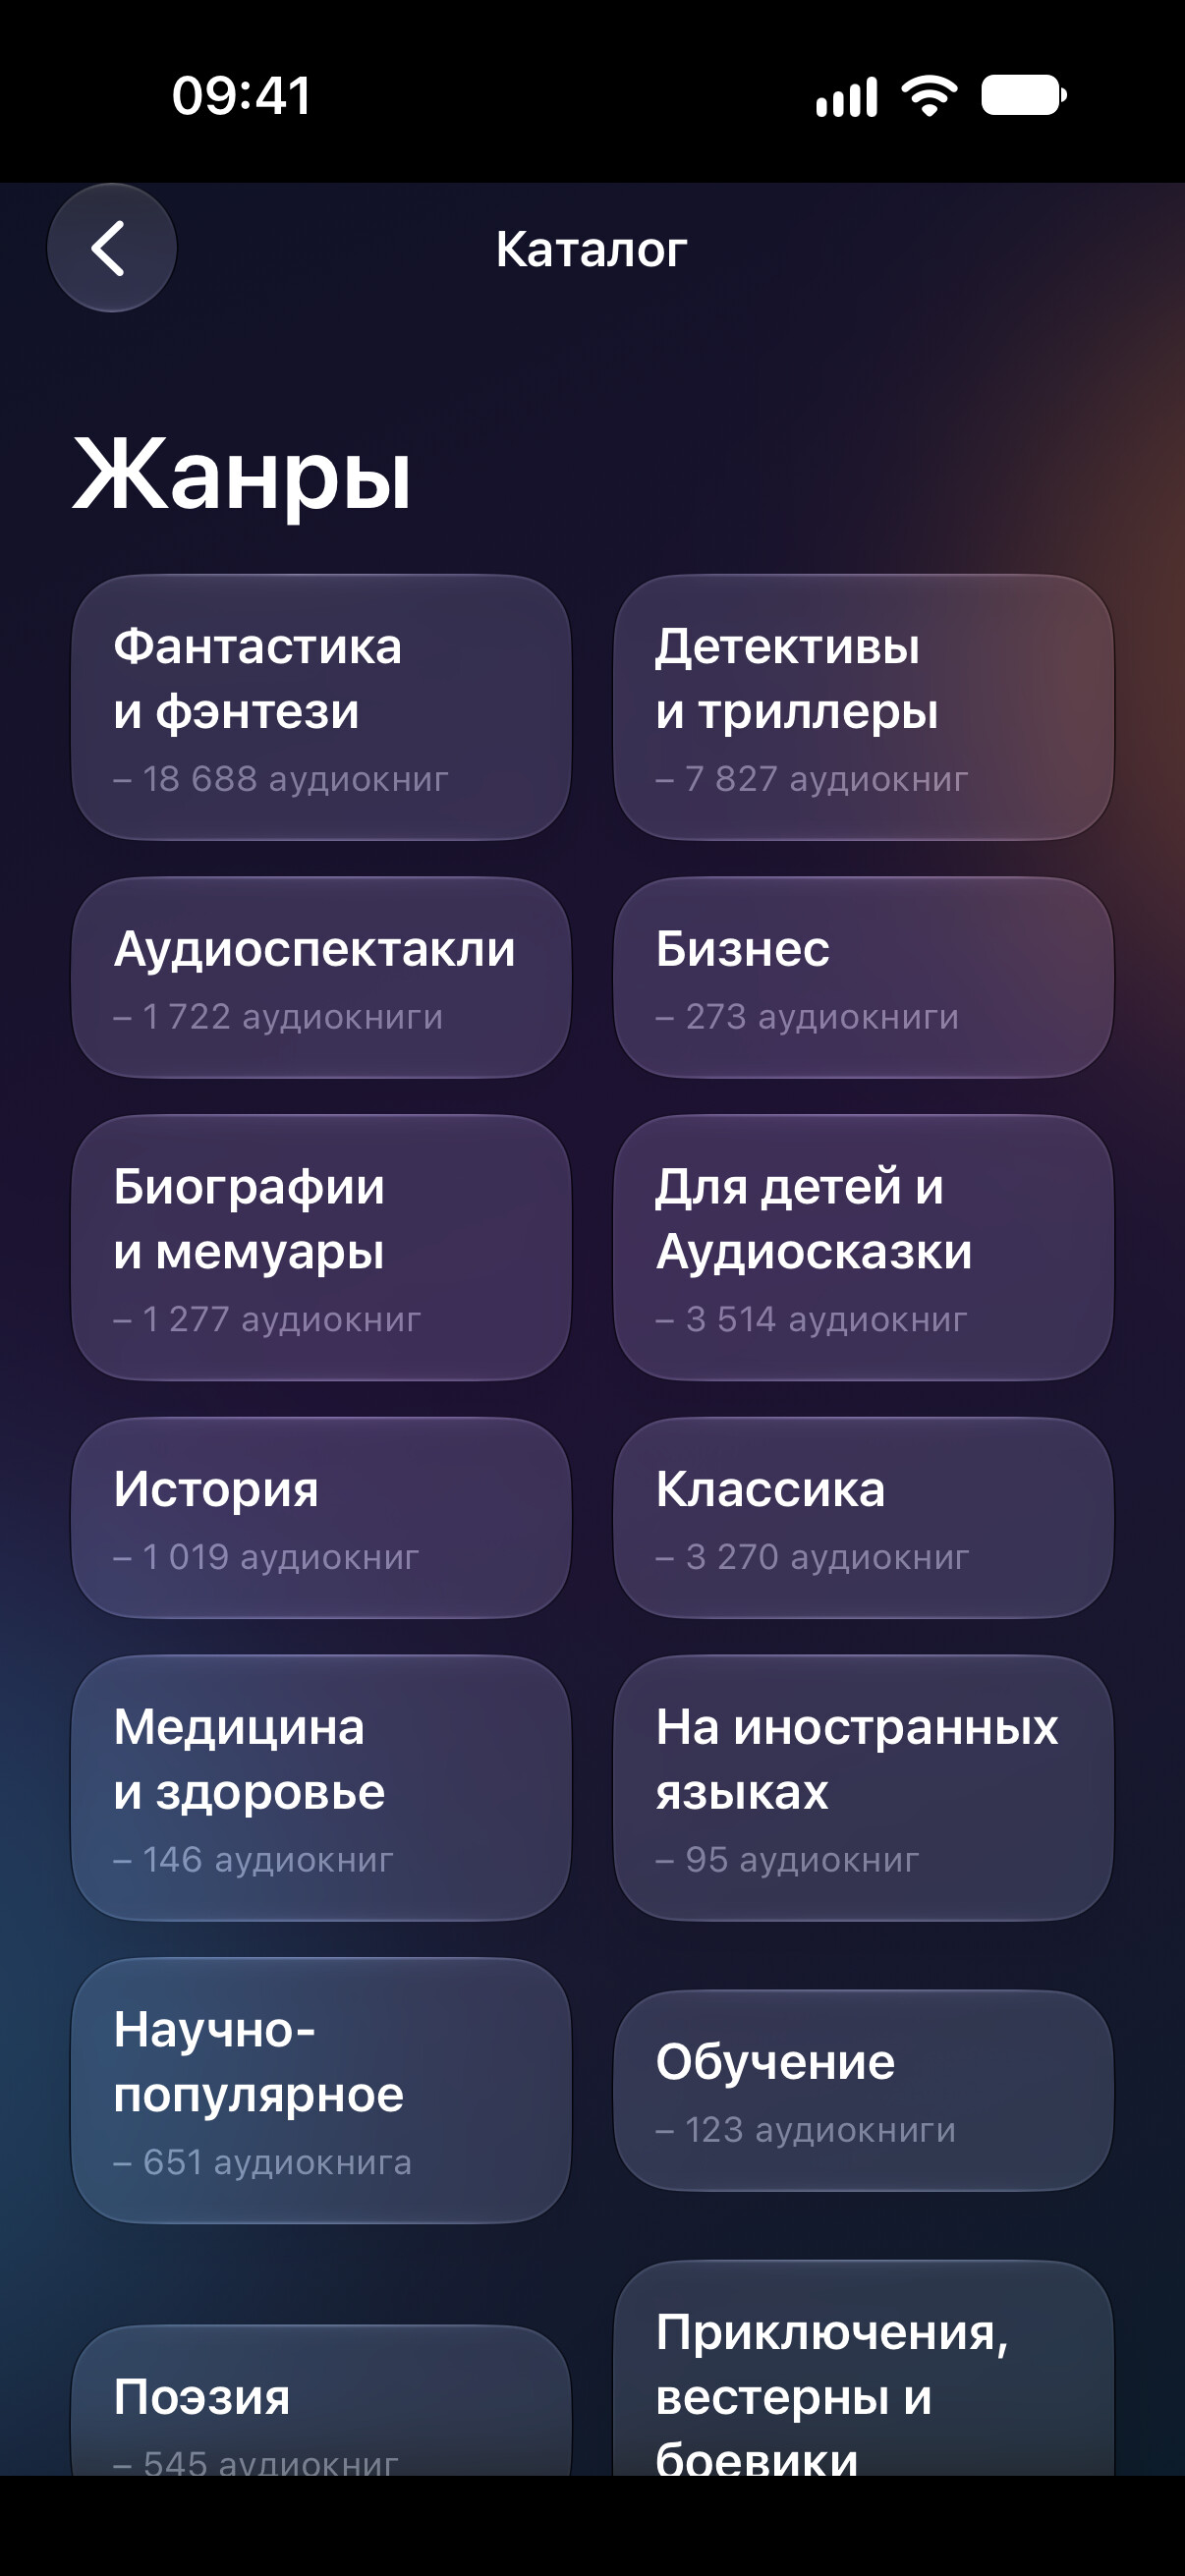 09:41
Каталог
Жанры
Фантастика
и фэнтези
– 18 688 аудиокниг
Детективы
и триллеры
– 7 827 аудиокниг
Аудиоспектакли
– 1 722 аудиокниги
Бизнес
– 273 аудиокниги
Биографии
и мемуары
– 1 277 аудиокниг
Для детей и
Аудиосказки
– 3 514 аудиокниг
История
– 1 019 аудиокниг
Классика
– 3 270 аудиокниг
Медицина
и здоровье
– 146 аудиокниг
На иностранных
языках
– 95 аудиокниг
Научно-
популярное
– 651 аудиокнига
Обучение
– 123 аудиокниги
Поэзия
– 545 аудиокниг
Приключения,
вестерны и
боевики